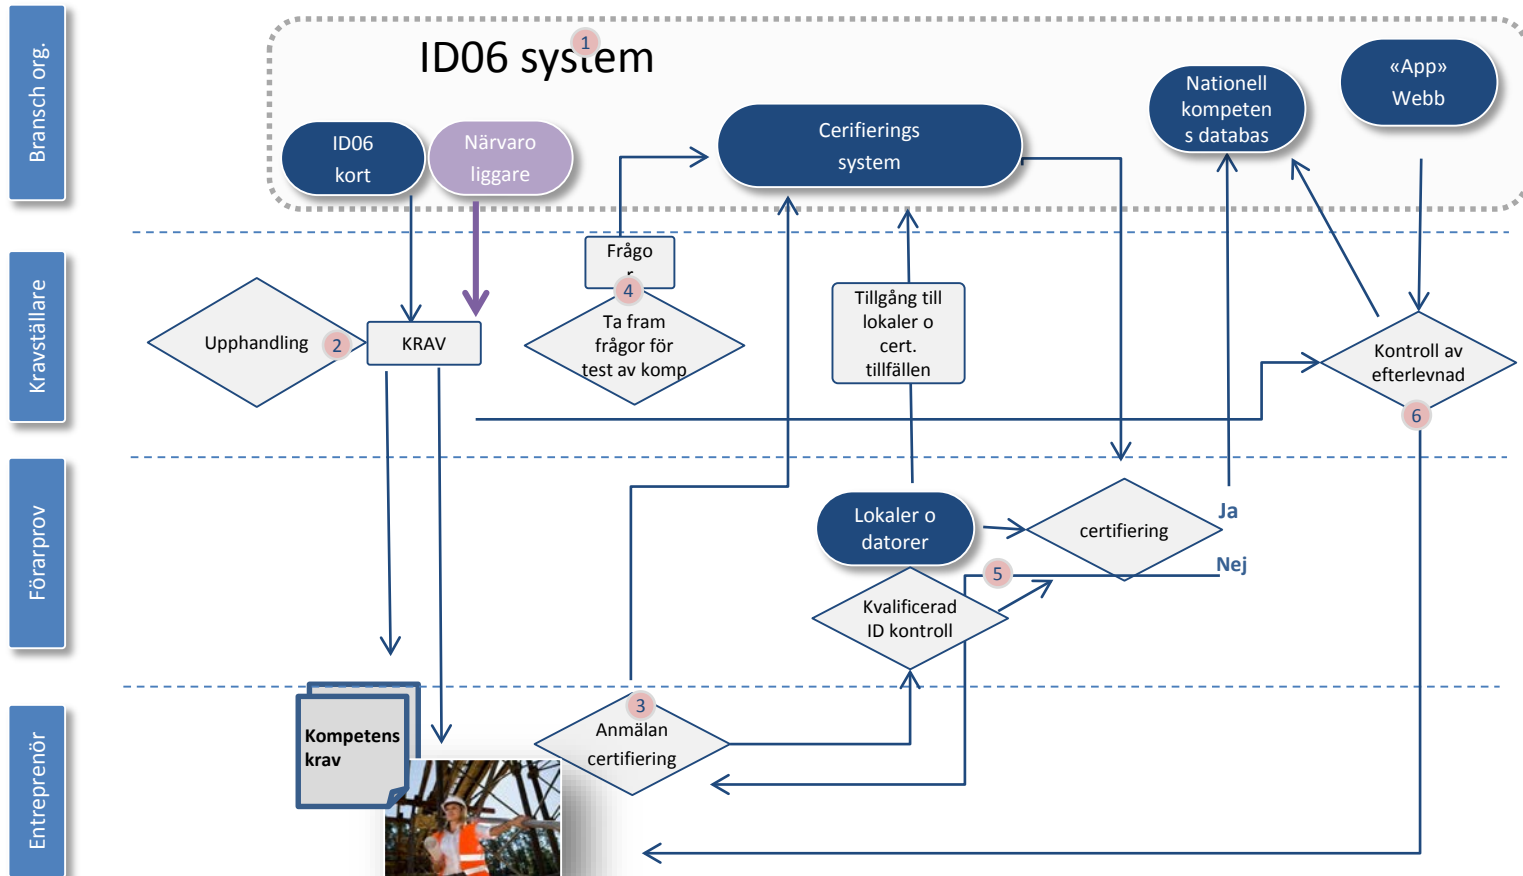 Bransch org.
ID06 system
1
ID06
kort
Närvaro
liggare
Cerifierings
system
Nationell
kompeten
s databas
«App»
Webb
Kravställare
Upphandling
2
KRAV
Frågo
r
4
Ta fram
frågor för
test av komp
Tillgång till
lokaler o
cert.
tillfällen
Kontroll av
efterlevnad
6
Förarprov
Lokaler o
datorer
certifiering
Ja
Nej
5
Kvalificerad
ID kontroll
Entreprenör
Kompetens
krav
3
Anmälan
certifiering